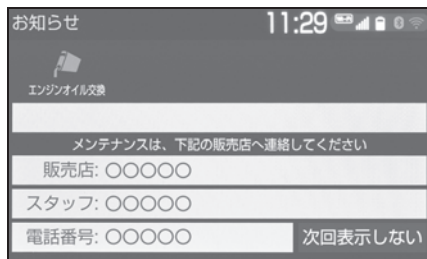 お知らせ
11:29
エンジンオイル交換
メンテナンスは、下記の販売店へ連絡してください
販売店: ○○○○○
スタッフ: ○○○○○
電話番号: ○○○○○
次回表示しない